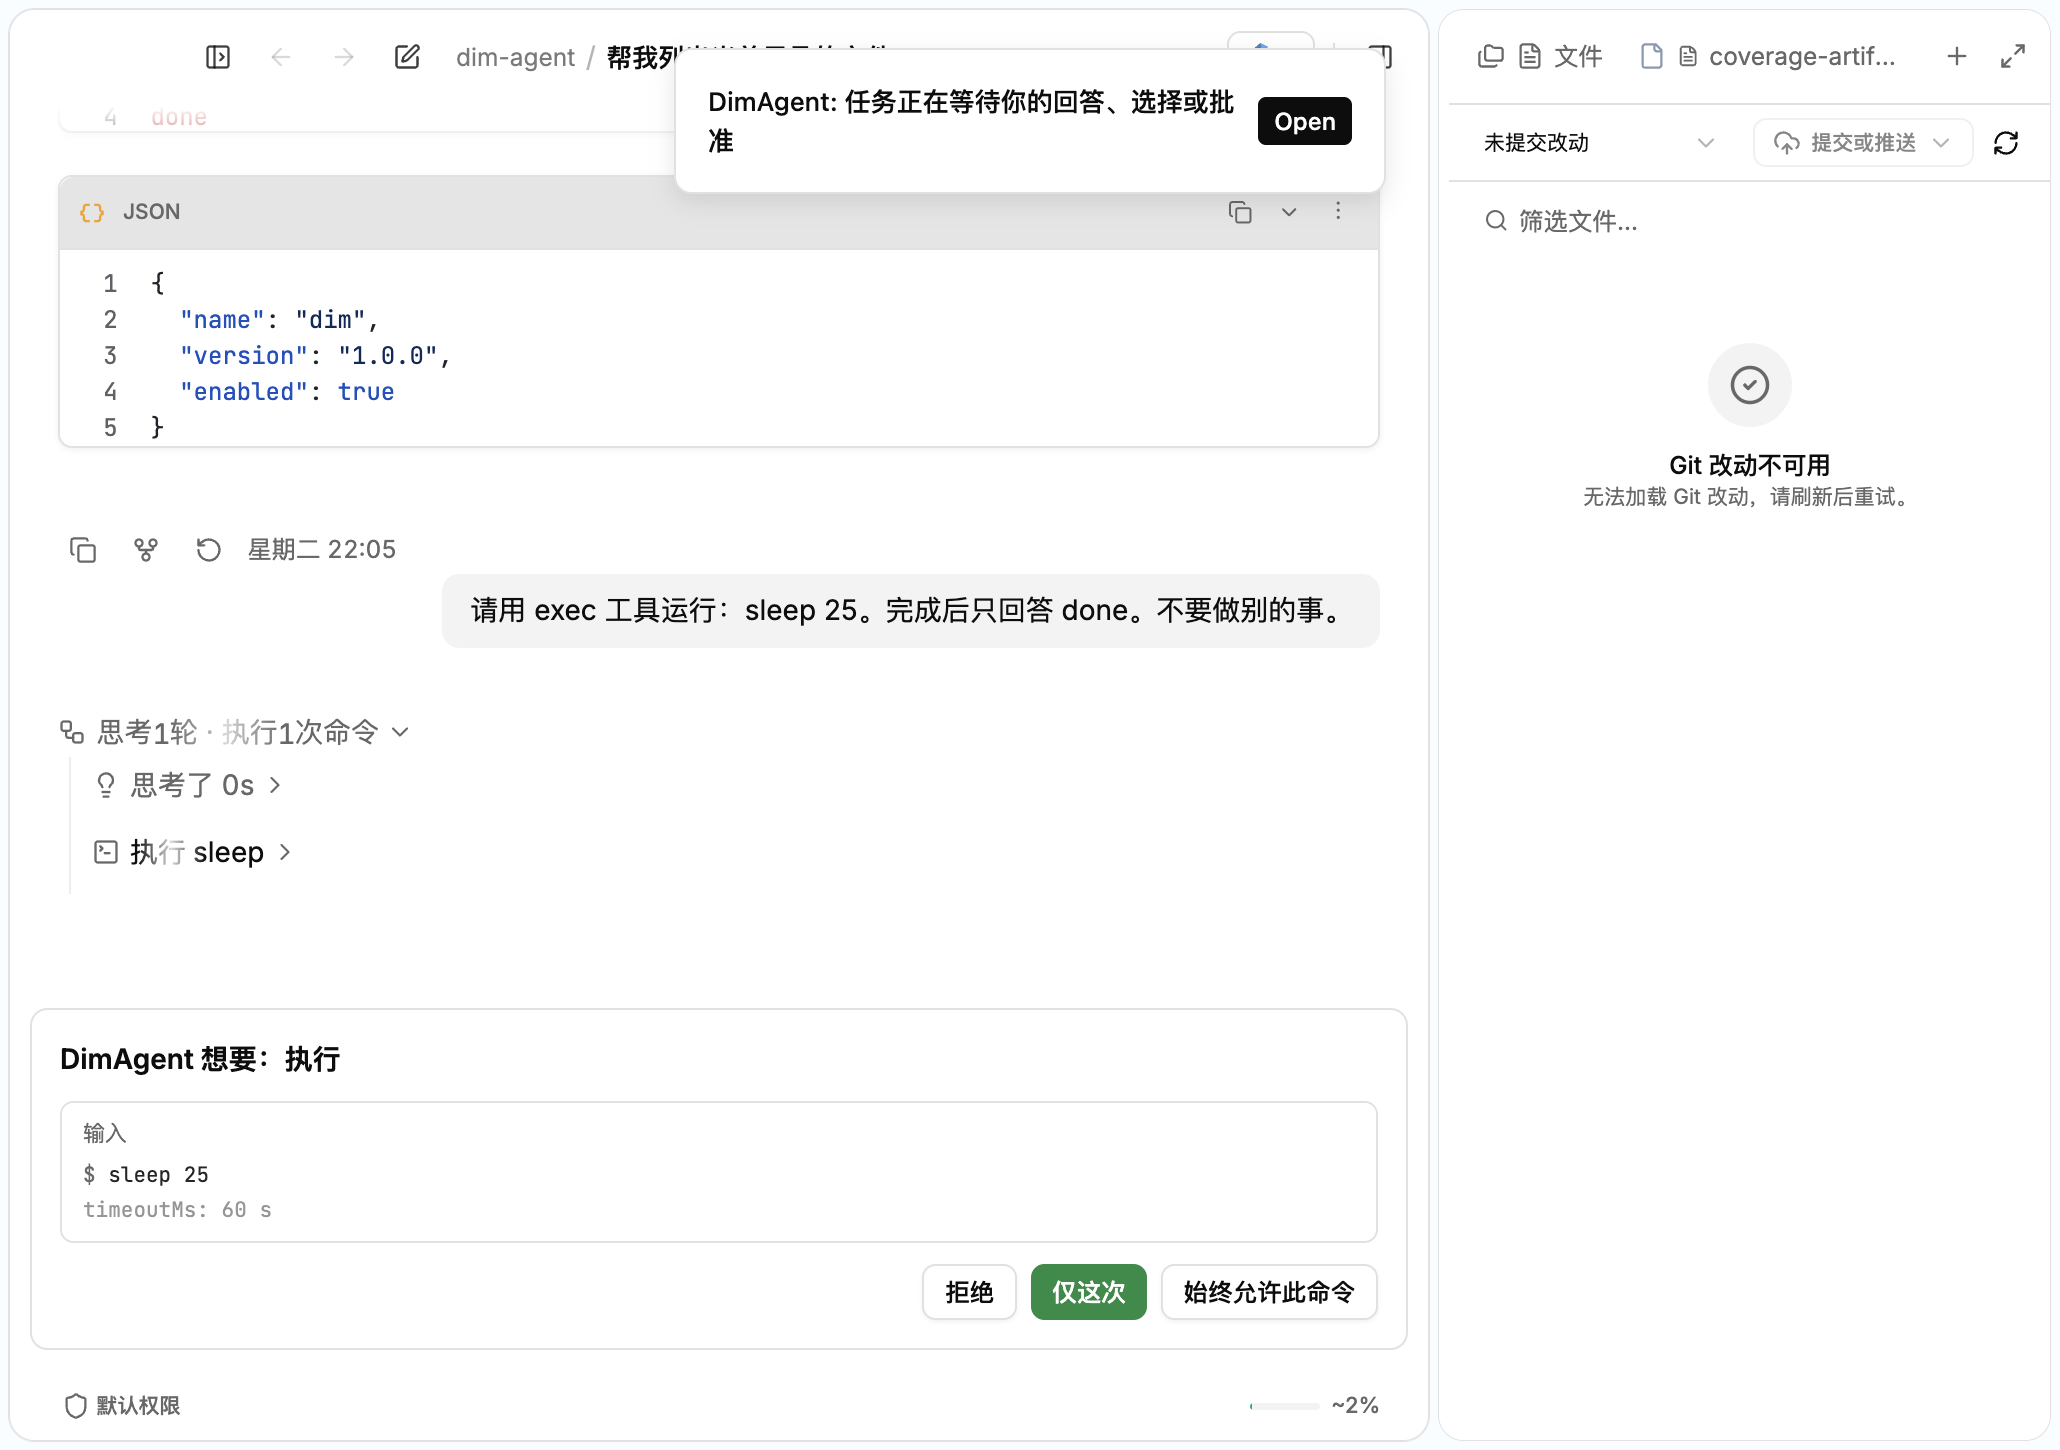 dim-agent / 帮我列
DimAgent: 任务正在等待你的回答、选择或批
准
Open
4 done
JSON
1 {
2 "name": "dim",
3 "version": "1.0.0",
4 "enabled": true
5 }
星期二 22:05
请用 exec 工具运行：sleep 25。完成后只回答 done。不要做别的事。
思考1轮 · 执行1次命令
思考了 0s
执行 sleep
DimAgent 想要：执行
输入
$ sleep 25
timeoutMs: 60 s
拒绝 仅这次 始终允许此命令
默认权限
~2%
文件 coverage-artif...
未提交改动 提交或推送
筛选文件...
Git 改动不可用
无法加载 Git 改动，请刷新后重试。